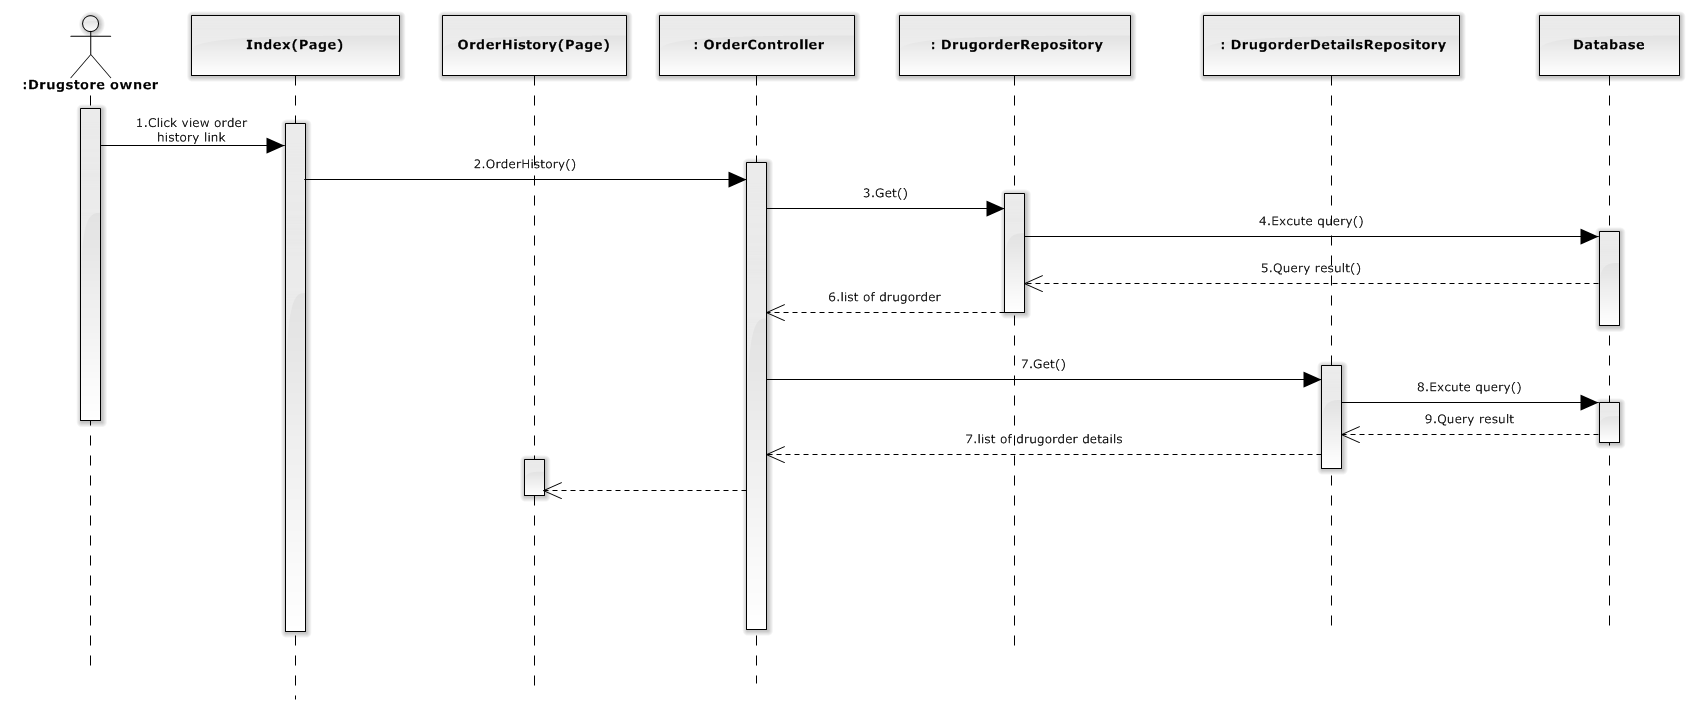 :Drugstore owner
Index(Page)
OrderHistory(Page)
: OrderController
: DrugorderRepository
: DrugorderDetailsRepository
Database
1.Click view order
history link
2.OrderHistory()
3.Get()
4.Excute query()
5.Query result()
6.list of drugorder
7.Get()
8.Excute query()
9.Query result
7.list of drugorder details